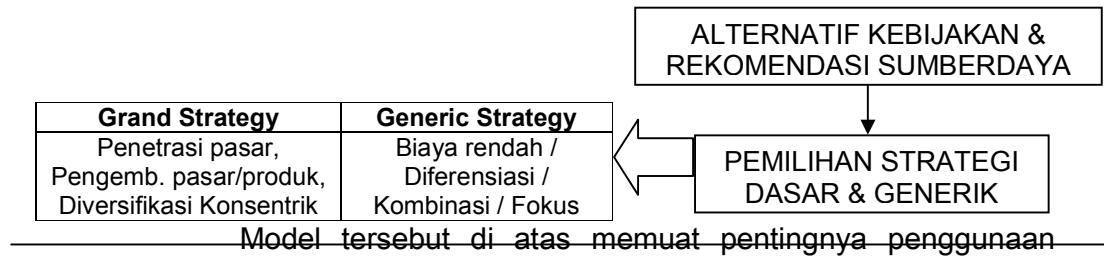 ALTERNATIF KEBIJAKAN &
REKOMENDASI SUMBERDAYA
Grand Strategy Generic Strategy
Penetrasi pasar, Biaya rendah /
Pengemb. pasar/produk, Diferensiasi /
Diversifikasi Konsentrik Kombinasi / Fokus
PEMILIHAN STRATEGI
DASAR & GENERIK
Model tersebut di atas memuat pentingnya penggunaan